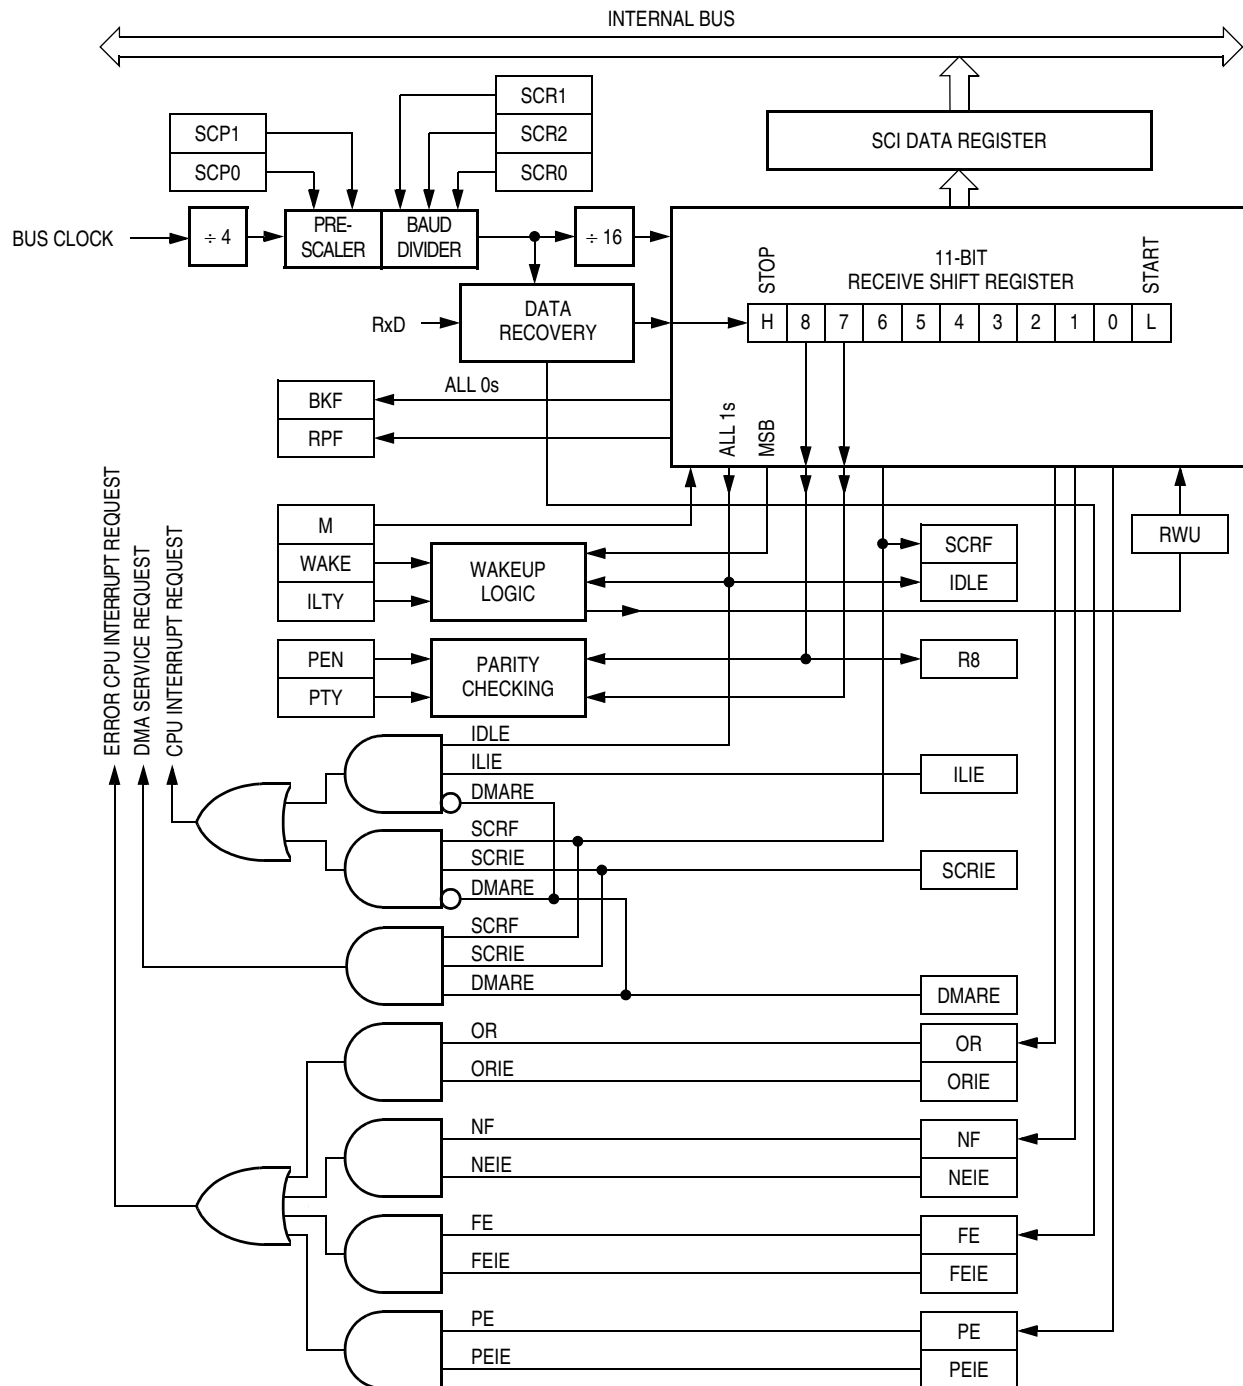 INTERNAL BUS
SCR1
SCR2
SCR0
SCP1
SCP0
SCI DATA REGISTER
BUS CLOCK
÷ 4
PRE-
SCALER
BAUD
DIVIDER
÷ 16
STOP
11-BIT
RECEIVE SHIFT REGISTER
START
H 8 7 6 5 4 3 2 1 0 L
RxD
DATA
RECOVERY
ALL 0s
BKF
RPF
ALL 1s
MSB
M
WAKE
ILTY
WAKEUP
LOGIC
SCRF
IDLE
RWU
PEN
PTY
PARITY
CHECKING
R8
ERROR CPU INTERRUPT REQUEST
DMA SERVICE REQUEST
CPU INTERRUPT REQUEST
IDLE
ILIE
DMARE
ILIE
SCRF
SCRIE
DMARE
SCRIE
SCRF
SCRIE
DMARE
DMARE
OR
ORIE
OR
ORIE
NF
NEIE
NF
NEIE
FE
FEIE
FE
FEIE
PE
PEIE
PE
PEIE